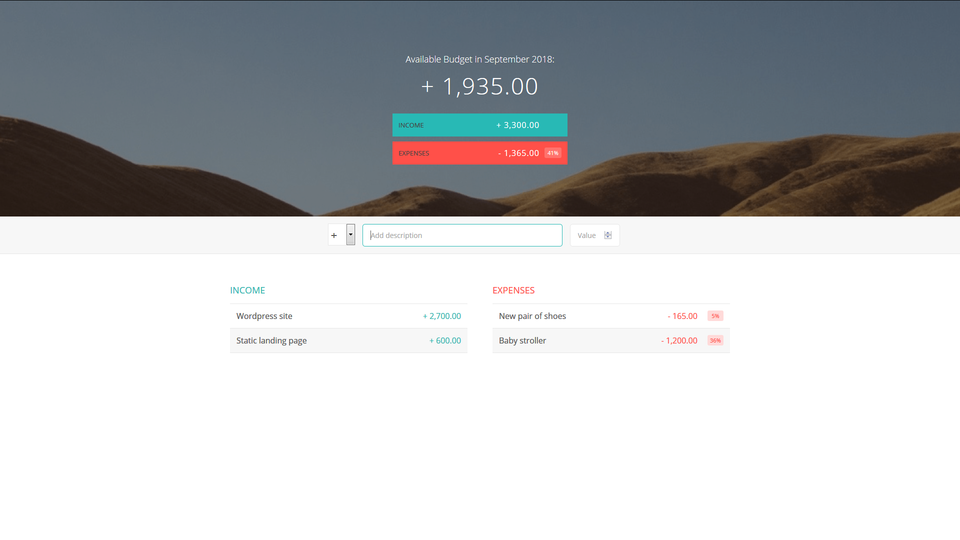 Available Budget in September 2018:
+ 1,935.00
INCOME + 3,300.00
EXPENSES - 1,365.00 41%
+ Add description Value
INCOME
Wordpress site + 2,700.00
Static landing page + 600.00
EXPENSES
New pair of shoes - 165.00 5%
Baby stroller - 1,200.00 36%